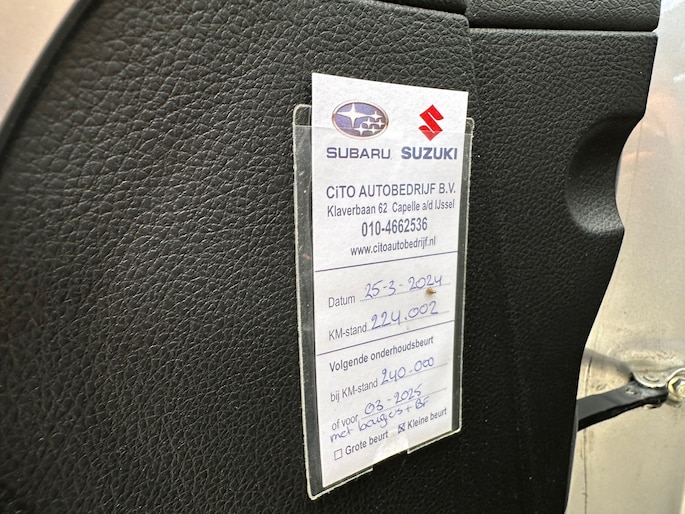 SUBARU SUZUKI
CiTO AUTOBEDRIJF B.V.
Klaverbaan 62 Capelle a/d IJssel
010-4662536
www.citoautobedrijf.nl
Datum 25-3-2024
KM-stand 224.002
Volgende onderhoudsbeurt
bij KM-stand 240.000
of voor 03-2025
met bougies + BF
☐ Grote beurt ☒ Kleine beurt